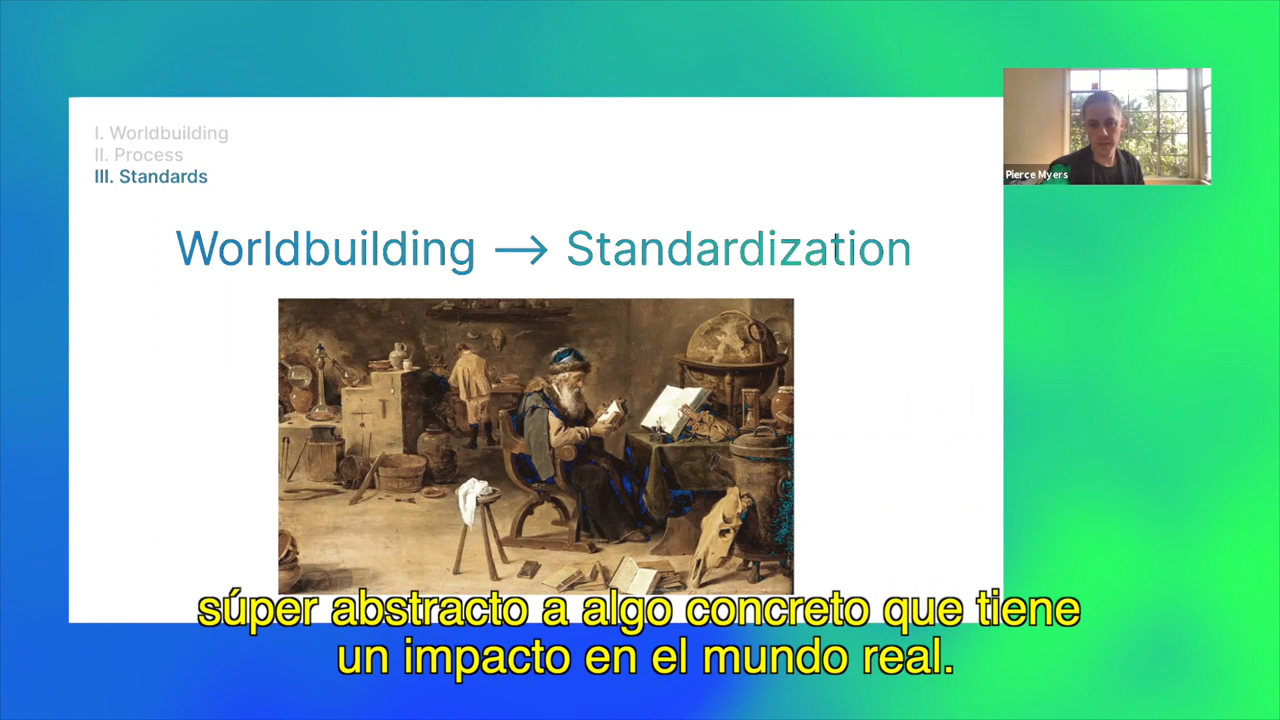 I. Worldbuilding
II. Process
III. Standards
Worldbuilding → Standardization
Pierce Myers
súper abstracto a algo concreto que tiene
un impacto en el mundo real.